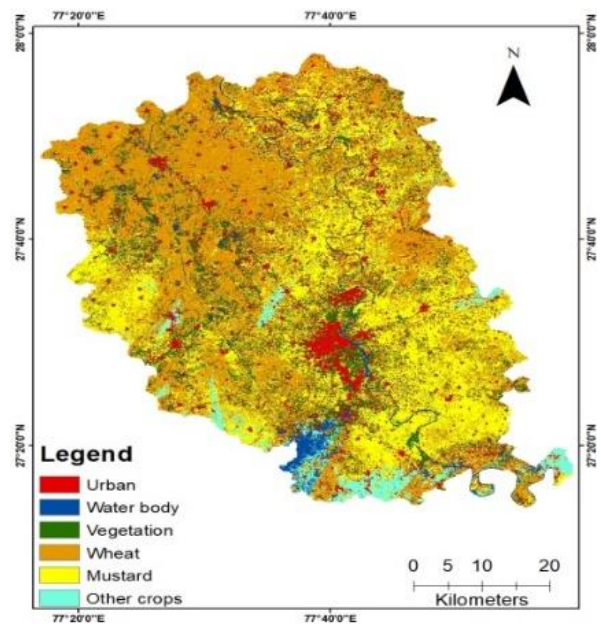 77°20'0"E 77°40'0"E
28°0'0"N 28°0'0"N
N
27°40'0"N 27°40'0"N
27°20'0"N 27°20'0"N
Legend
Urban
Water body
Vegetation
Wheat
Mustard
Other crops
0 5 10 20
Kilometers
77°20'0"E 77°40'0"E